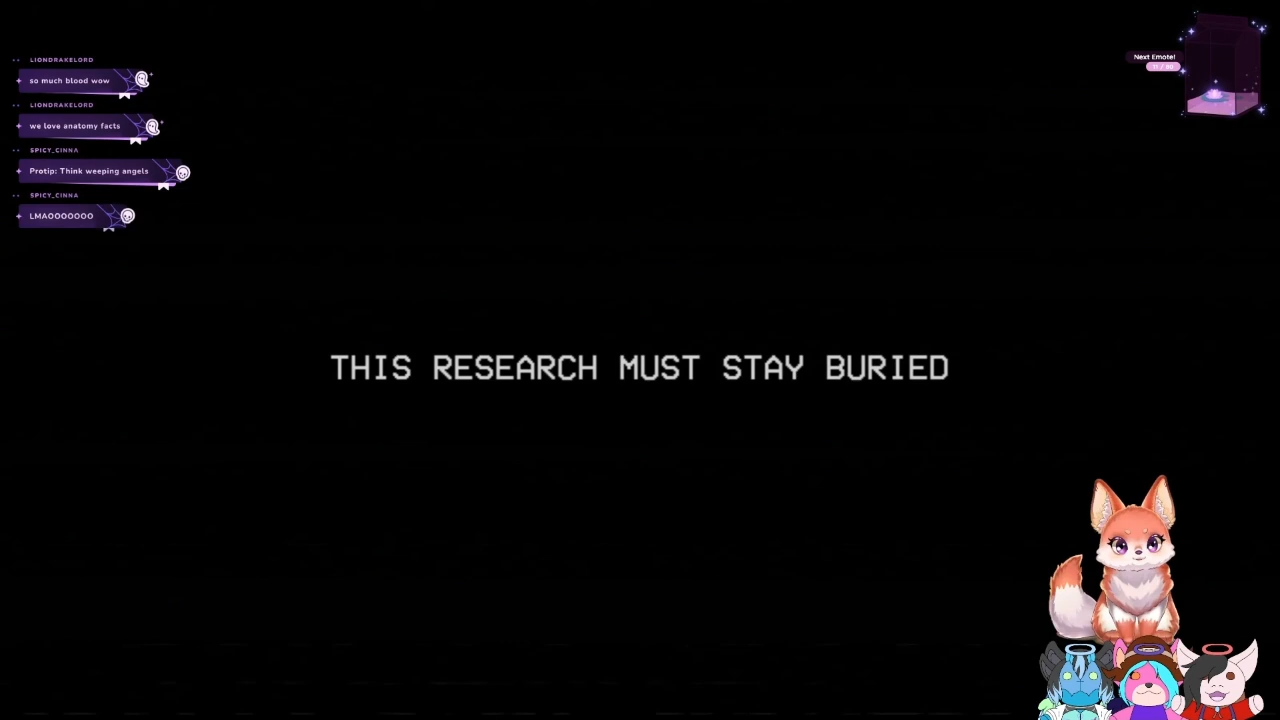 LIONDRAKELORD
so much blood wow
LIONDRAKELORD
we love anatomy facts
SPICY_CINNA
Protip: Think weeping angels
SPICY_CINNA
LMAOOOOOOO
Next Emote!
THIS RESEARCH MUST STAY BURIED